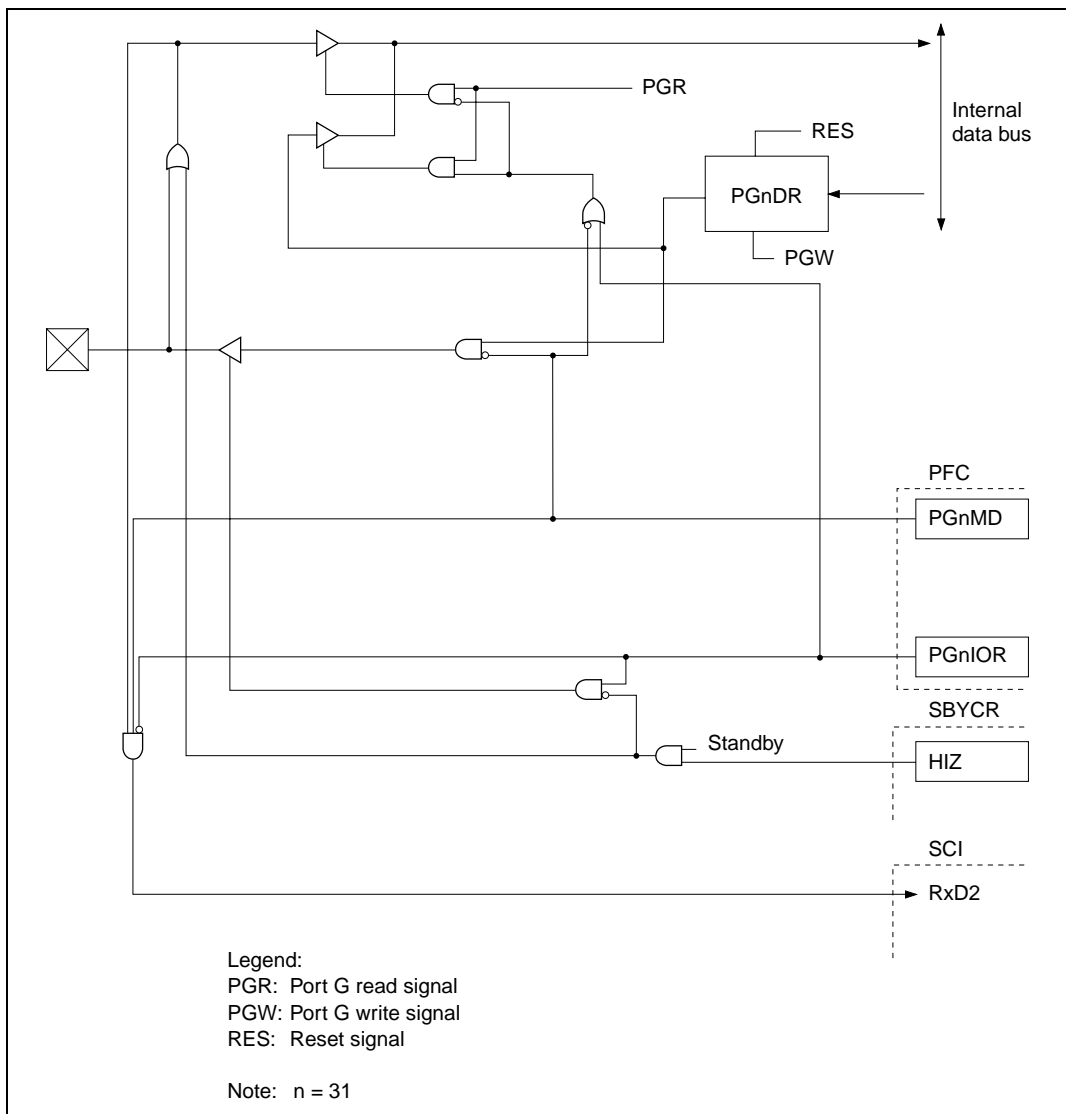 PGR
Internal
data bus
RES
PGnDR
PGW
PFC
PGnMD
PGnIOR
SBYCR
Standby
HIZ
SCI
RxD2
Legend:
PGR: Port G read signal
PGW: Port G write signal
RES: Reset signal
Note: n = 31